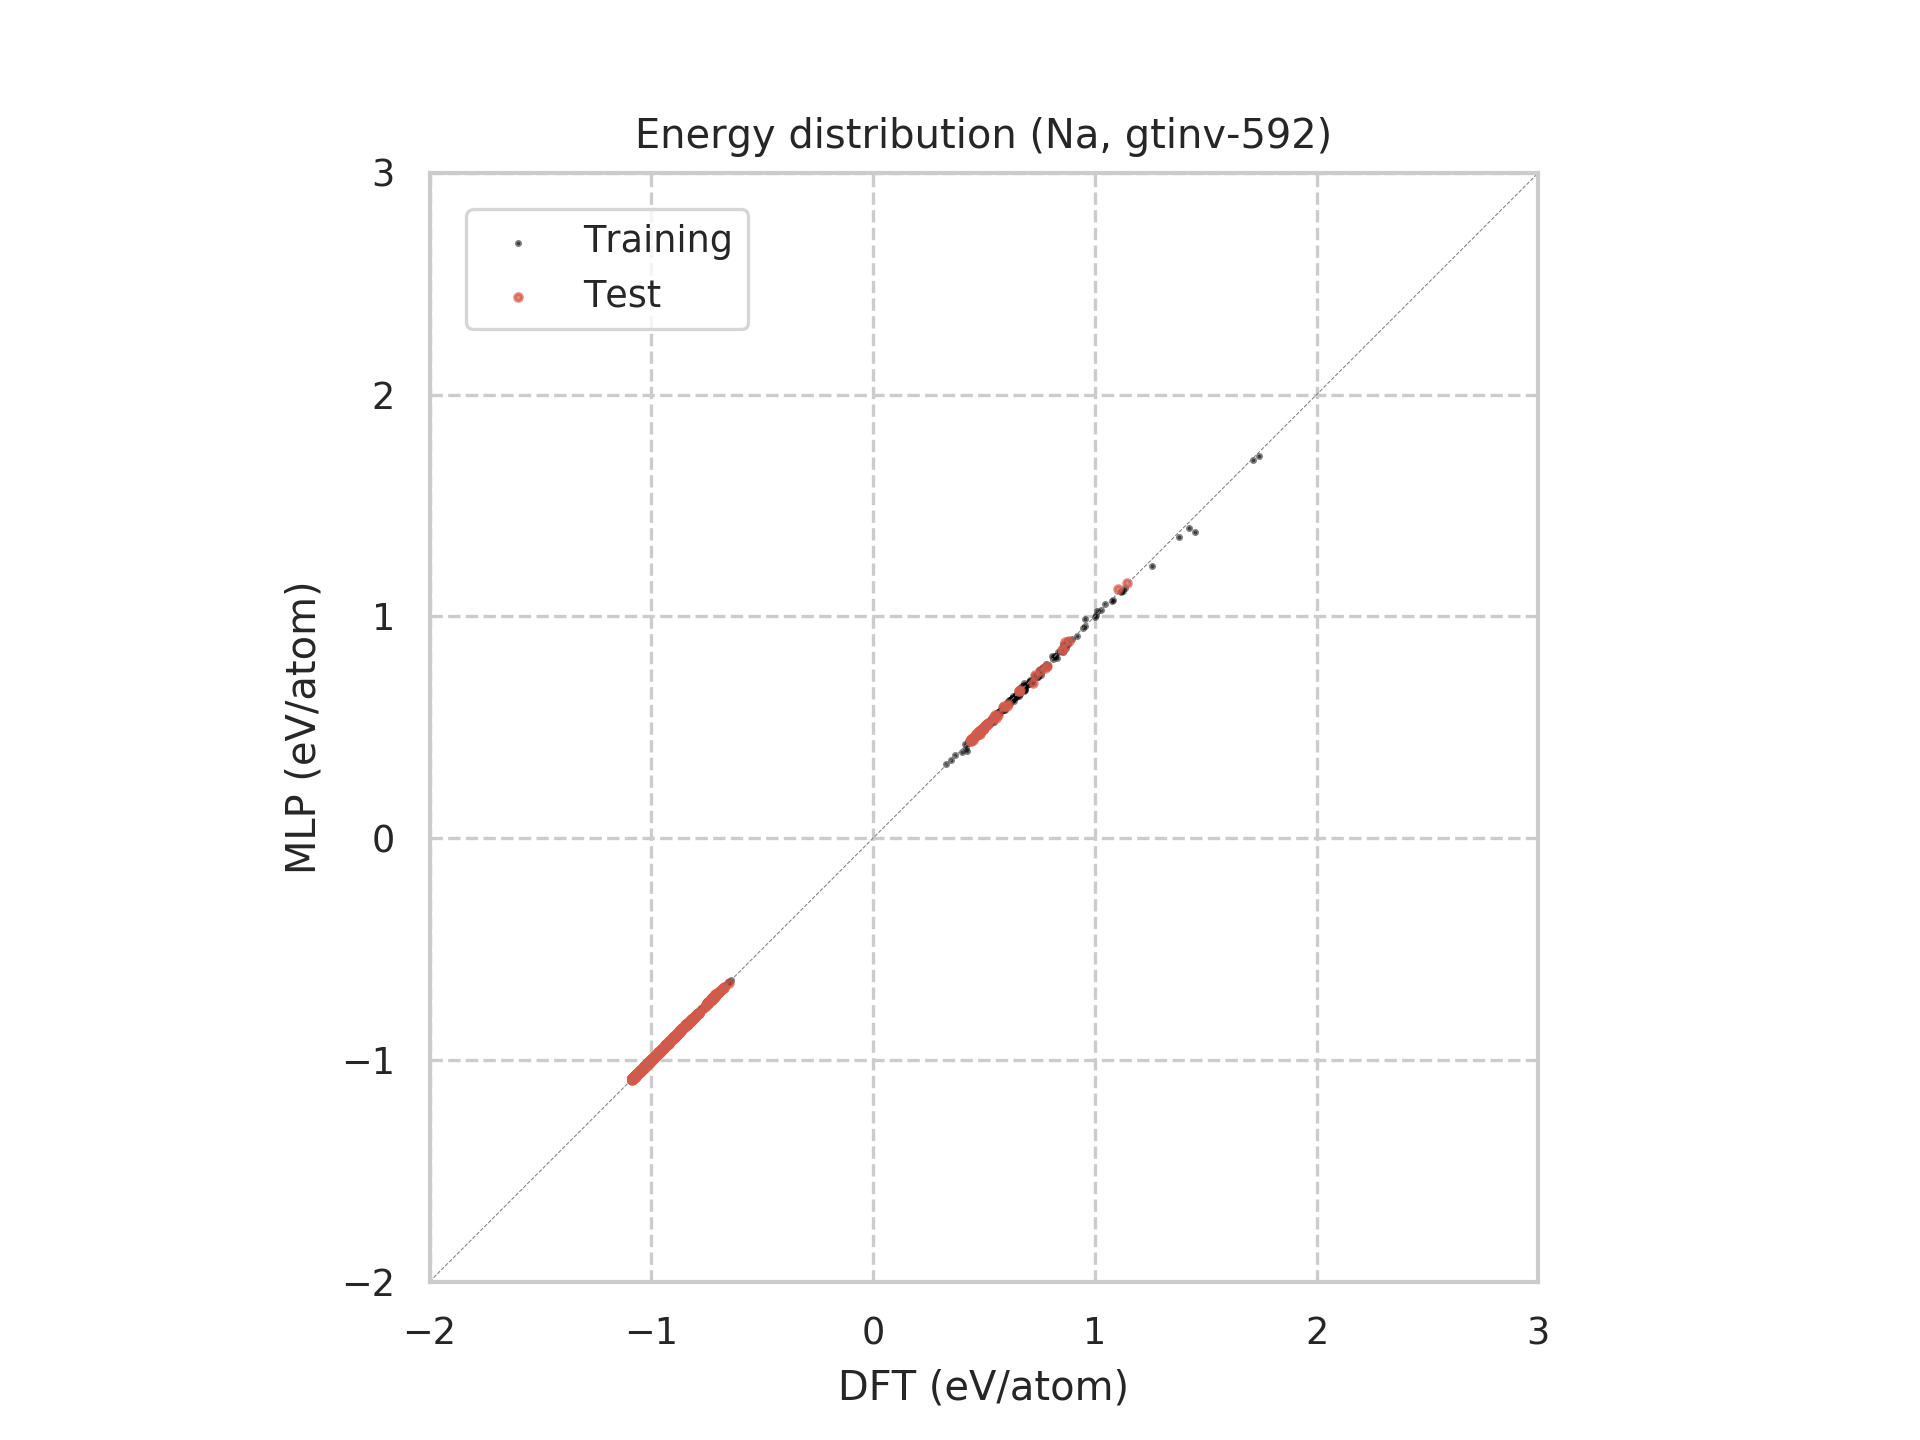 Energy distribution (Na, gtinv-592)
3
2
1
0
−1
−2
MLP (eV/atom)
Training
Test
−2 −1 0 1 2 3
DFT (eV/atom)